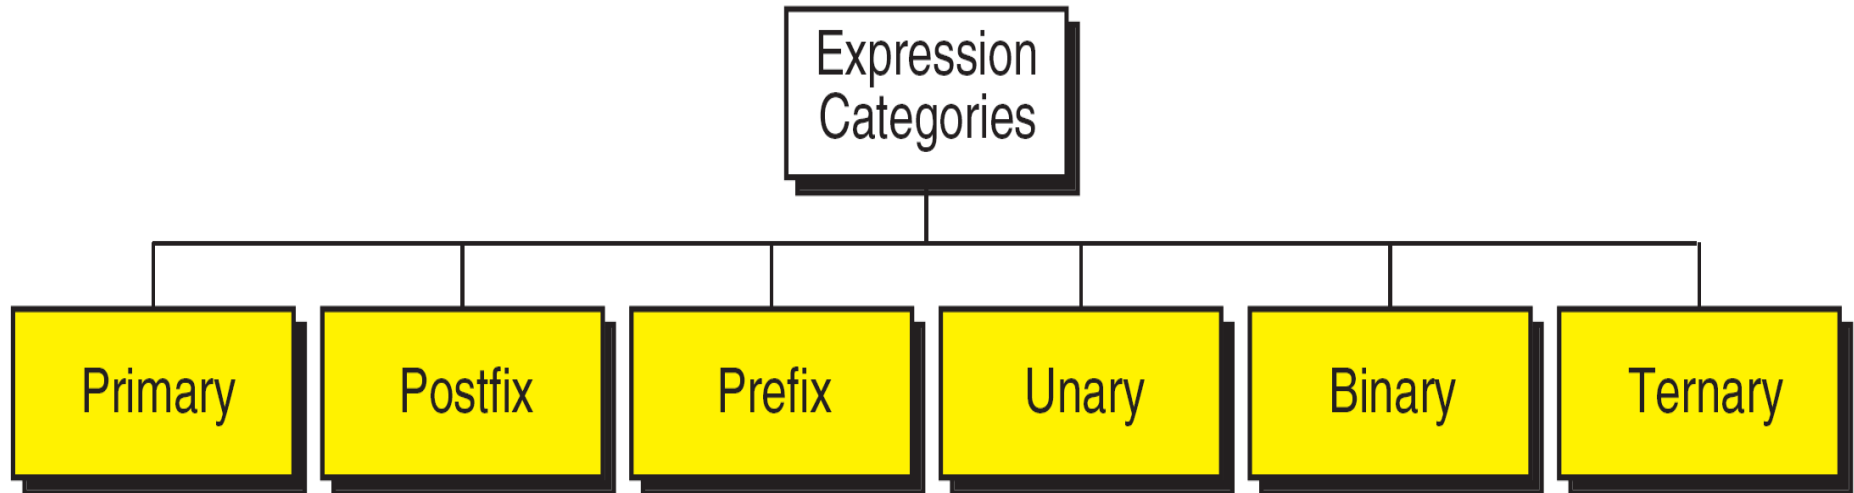 Expression
Categories
Primary
Postfix
Prefix
Unary
Binary
Ternary